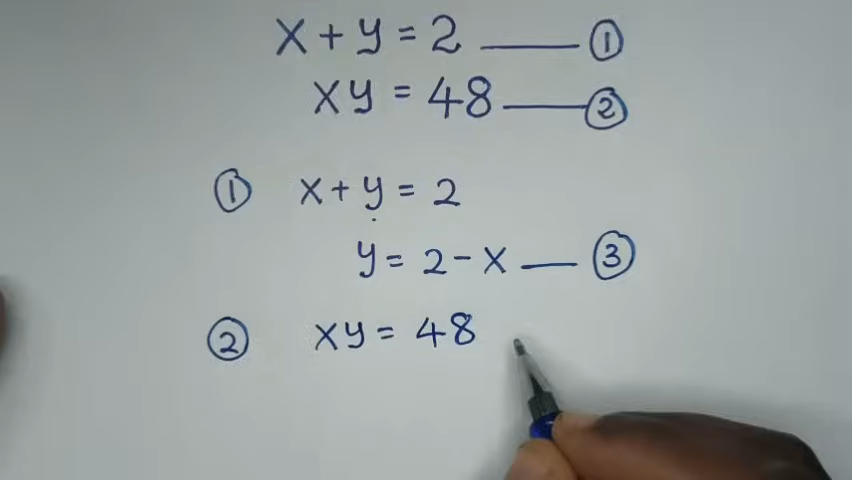 x + y = 2 —— ①
xy = 48 —— ②
① x + y = 2
y = 2 - x — ③
② xy = 48